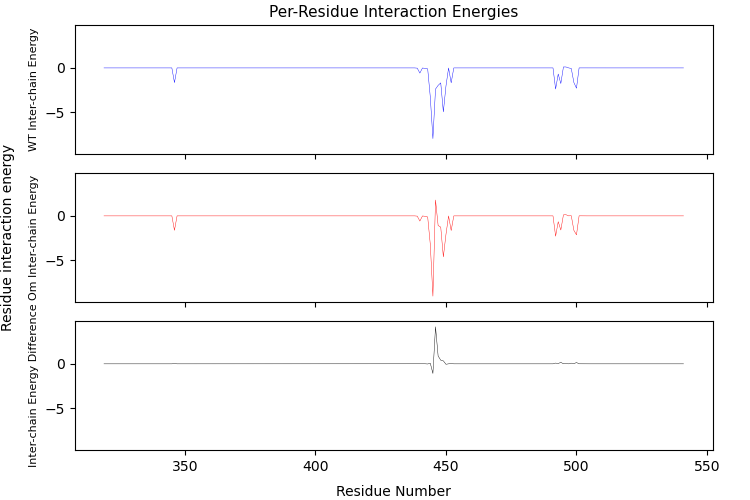 Per-Residue Interaction Energies
Residue interaction energy
WT Inter-chain Energy
0
−5
Om Inter-chain Energy
0
−5
Inter-chain Energy Difference
0
−5
350
400
450
500
550
Residue Number